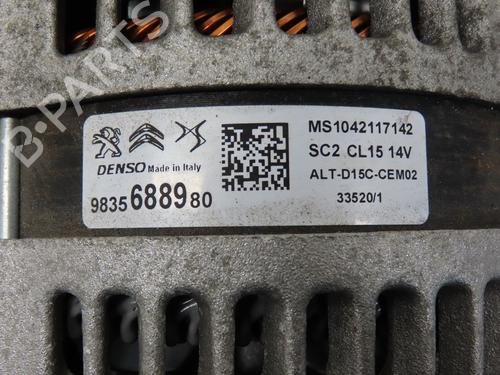 MS1042117142
SC2 CL15 14V
DENSO Made in Italy
ALT-D15C-CEM02
9835688980
33520/1
B-PARTS